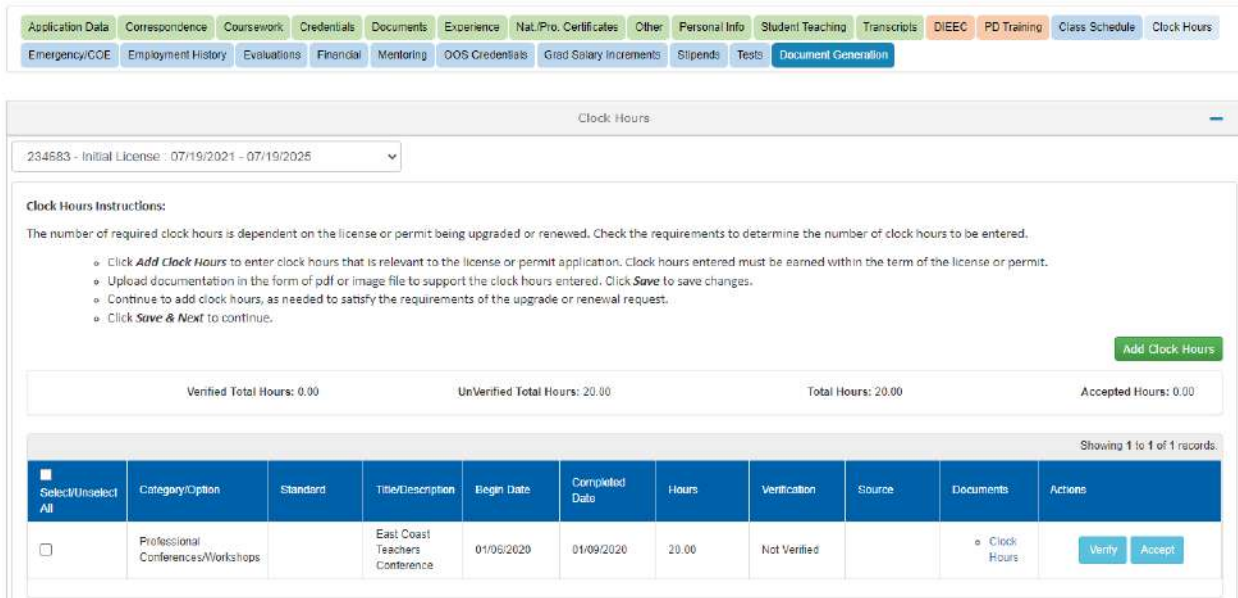 Application Data Correspondence Coursework Credentials Documents Experience Nat./Pro. Certificates Other Personal Info Student Teaching Transcripts DIEEC PD Training Class Schedule Clock Hours
Emergency/COE Employment History Evaluations Financial Mentoring OOS Credentials Grad Salary Increments Stipends Tests Document Generation
Clock Hours
234683 - Initial License : 07/19/2021 - 07/19/2025
Clock Hours Instructions:
The number of required clock hours is dependent on the license or permit being upgraded or renewed. Check the requirements to determine the number of clock hours to be entered.
Click Add Clock Hours to enter clock hours that is relevant to the license or permit application. Clock hours entered must be earned within the term of the license or permit.
Upload documentation in the form of pdf or image file to support the clock hours entered. Click Save to save changes.
Continue to add clock hours, as needed to satisfy the requirements of the upgrade or renewal request.
Click Save & Next to continue.
Add Clock Hours
Verified Total Hours: 0.00 UnVerified Total Hours: 20.00 Total Hours: 20.00 Accepted Hours: 0.00
Showing 1 to 1 of 1 records.
Select/Unselect All Category/Option Standard Title/Description Begin Date Completed Date Hours Verification Source Documents Actions
Professional Conferences/Workshops East Coast Teachers Conference 01/06/2020 01/09/2020 20.00 Not Verified Clock Hours Verify Accept